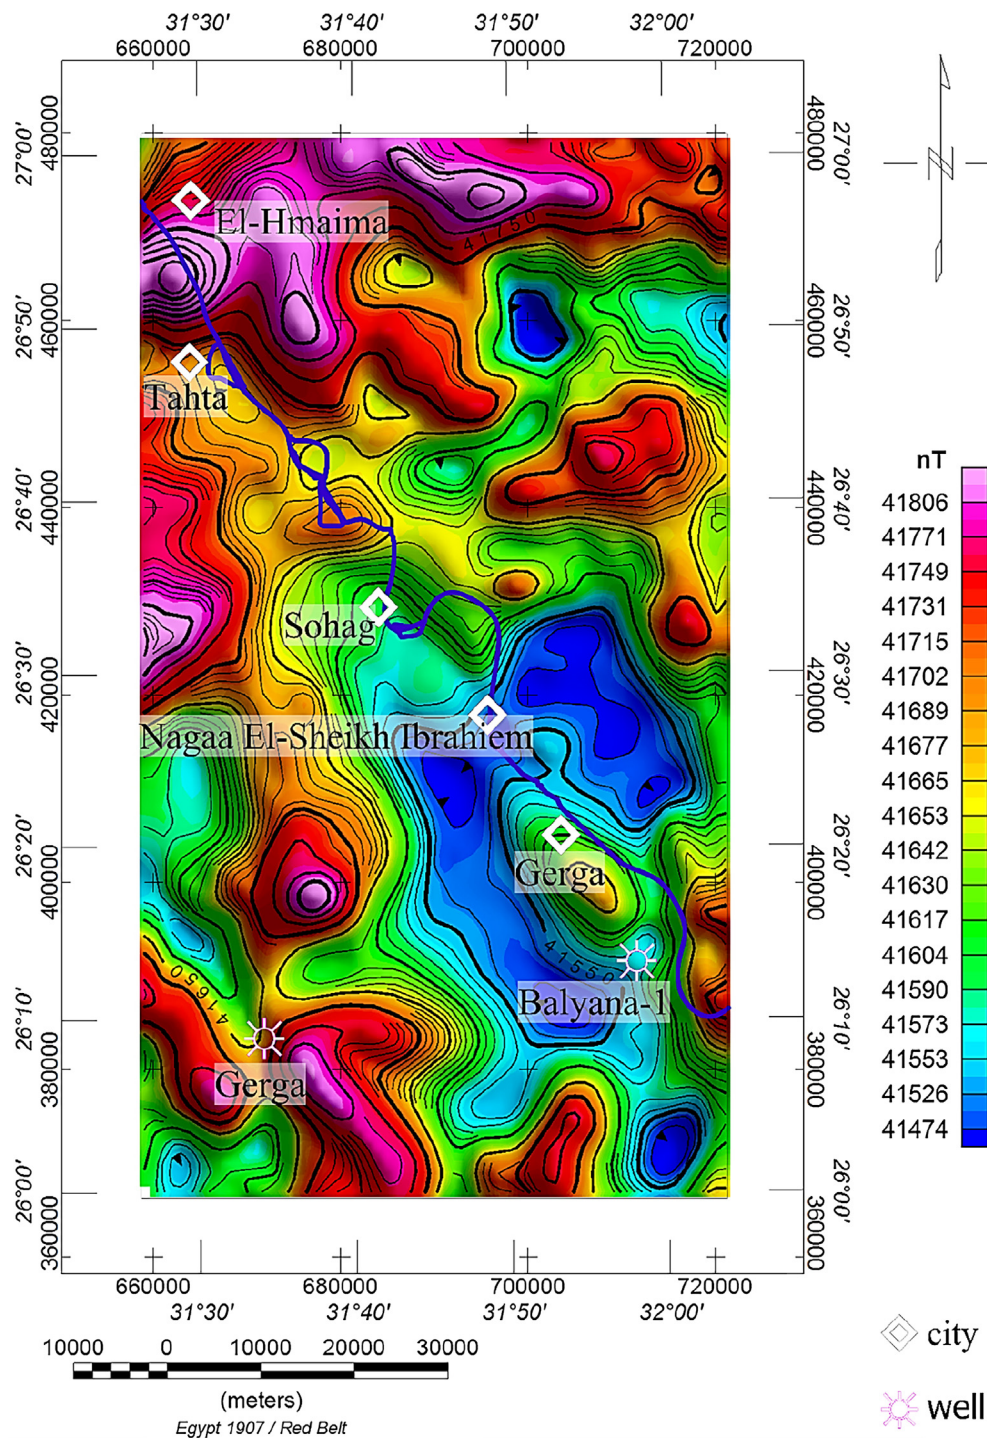 31°30' 31°40' 31°50' 32°00'
660000 680000 700000 720000
27°00' 480000 480000 27°00'
El-Hmaima
41750
26°50' 460000 460000 26°50'
Tahta
26°40' 440000 440000 26°40'
Sohag
26°30' 420000 420000 26°30'
Nagaa El-Sheikh Ibrahiem
26°20' 400000 400000 26°20'
Gerga
41550
41650
Balyana-1
26°10' 380000 380000 26°10'
Gerga
26°00' 360000 360000 26°00'
660000 680000 700000 720000
31°30' 31°40' 31°50' 32°00'
nT
41806
41771
41749
41731
41715
41702
41689
41677
41665
41653
41642
41630
41617
41604
41590
41573
41553
41526
41474
N
city
well
10000 0 10000 20000 30000
(meters)
Egypt 1907 / Red Belt